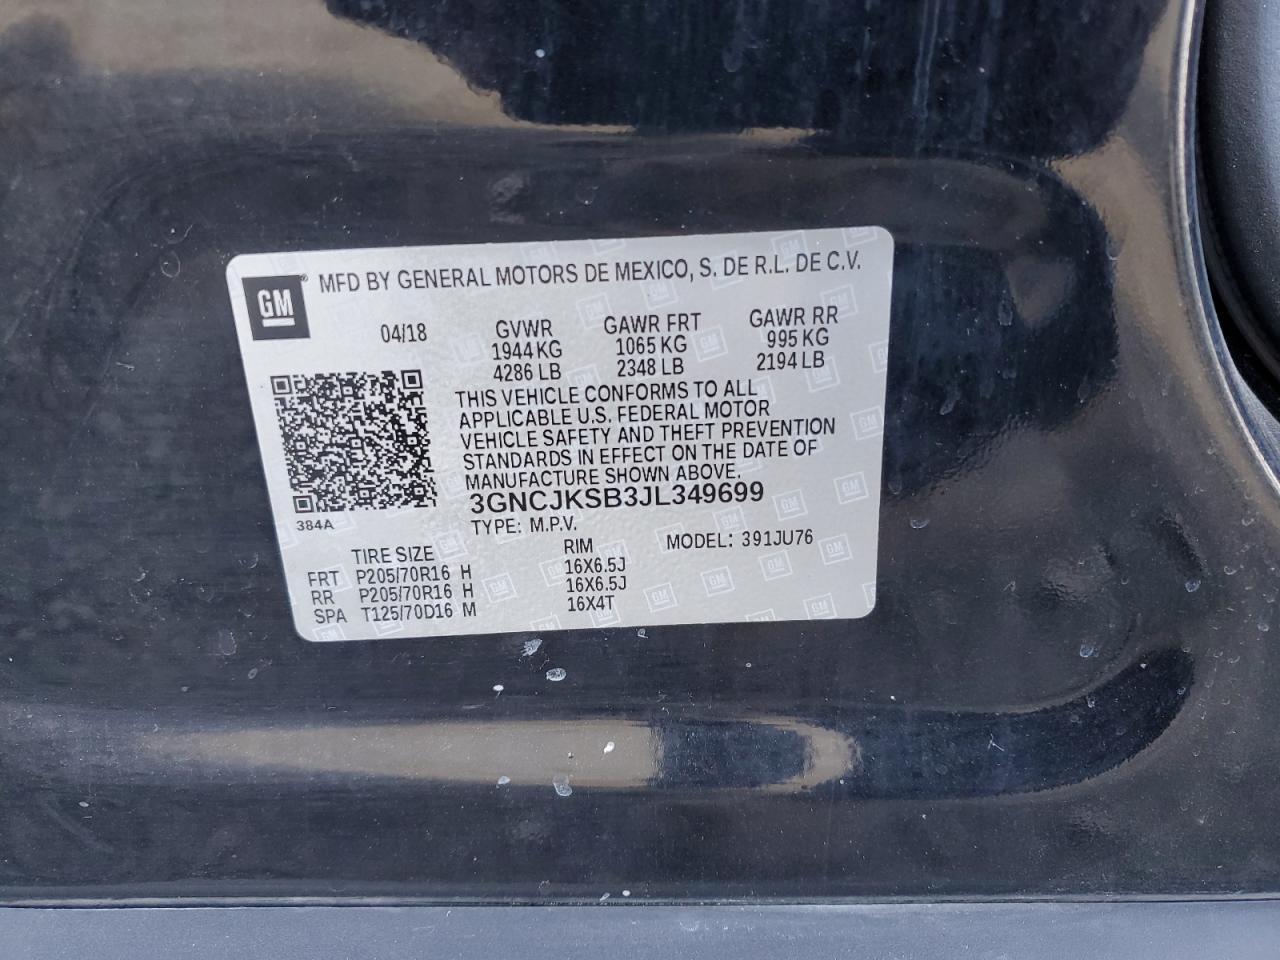 GM® MFD BY GENERAL MOTORS DE MEXICO, S. DE R.L. DE C.V.
04/18 GVWR GAWR FRT GAWR RR
1944 KG 1065 KG 995 KG
4286 LB 2348 LB 2194 LB
THIS VEHICLE CONFORMS TO ALL
APPLICABLE U.S. FEDERAL MOTOR
VEHICLE SAFETY AND THEFT PREVENTION
STANDARDS IN EFFECT ON THE DATE OF
MANUFACTURE SHOWN ABOVE.
3GNCJKSB3JL349699
384A
TYPE: M.P.V. MODEL: 391JU76
TIRE SIZE RIM
FRT P205/70R16 H 16X6.5J
RR P205/70R16 H 16X6.5J
SPA T125/70D16 M 16X4T